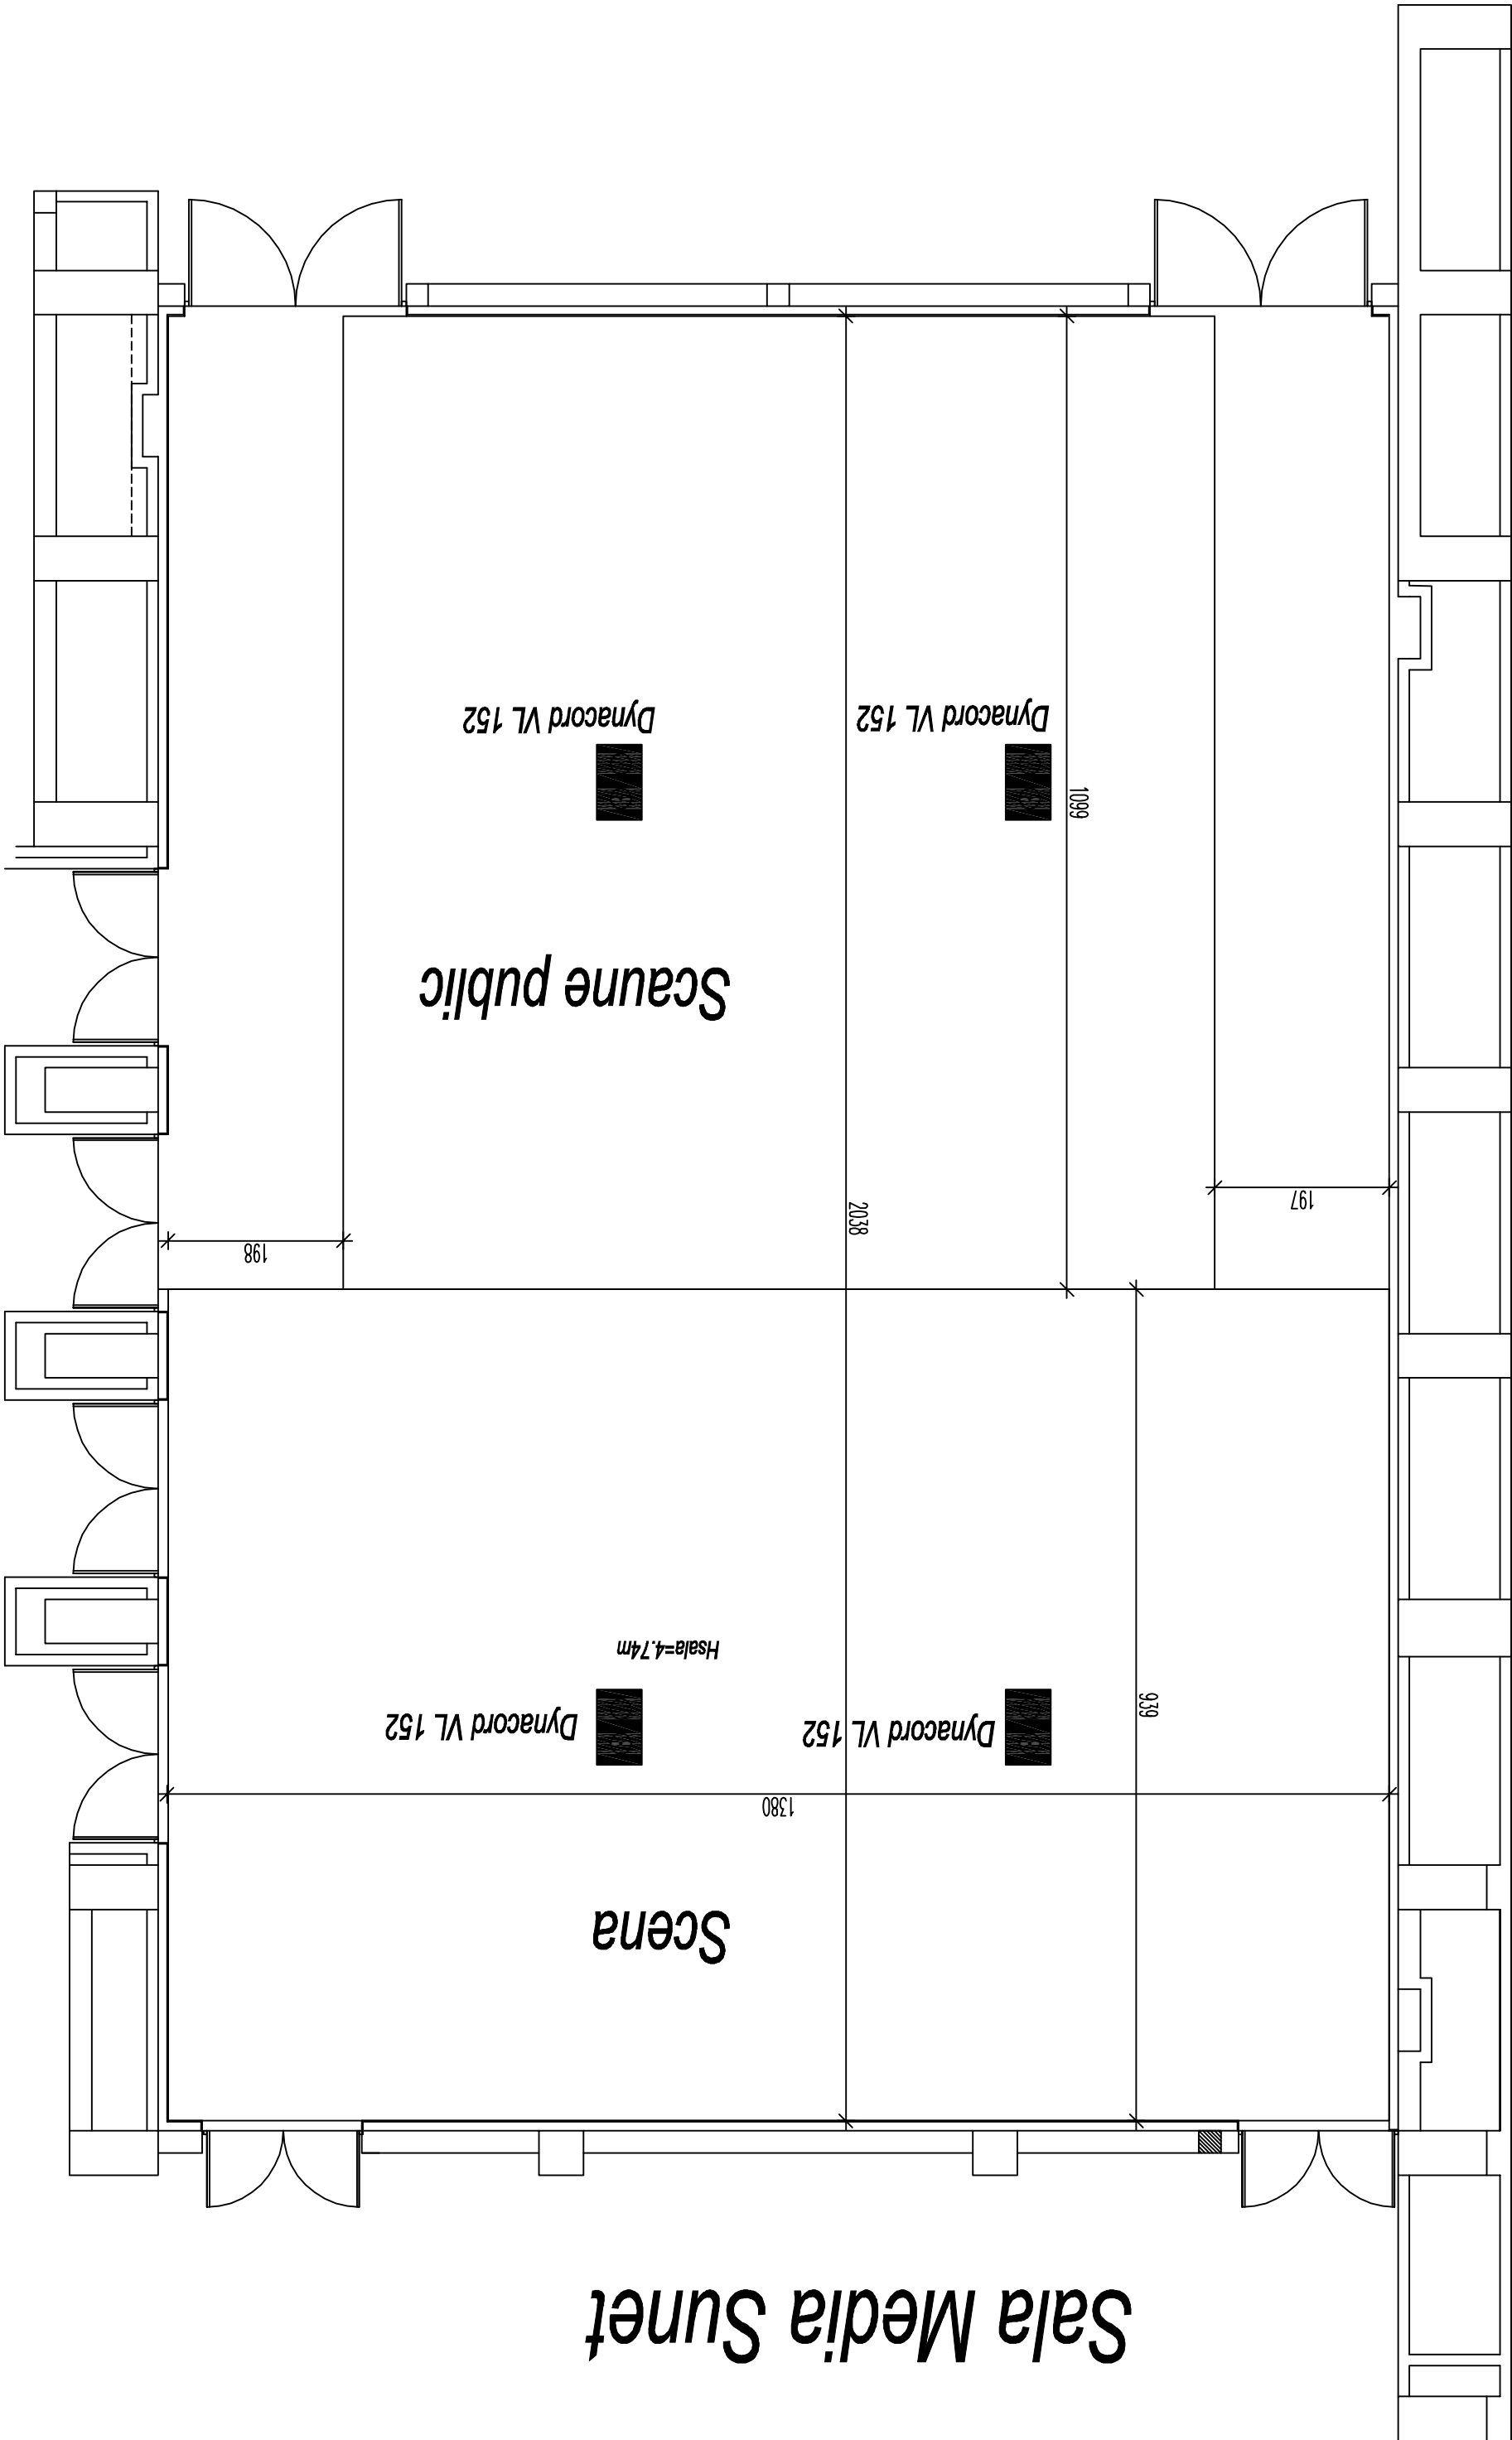 Sala Media Sunet
Scena
1380
Dynacord VL 152
Dynacord VL 152
939
Hsala=4.74m
198
2038
197
Scaune public
1099
Dynacord VL 152
Dynacord VL 152